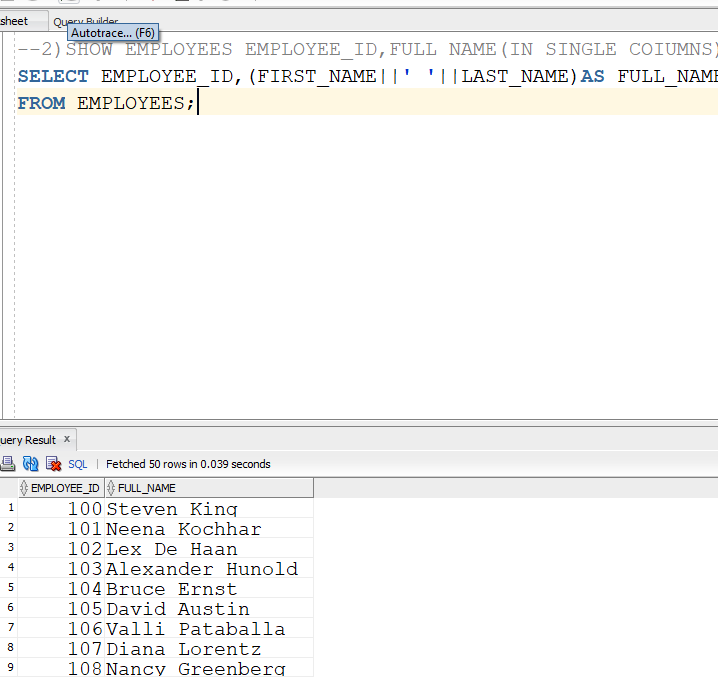 sheet Query Builder
Autotrace... (F6)
--2)SHOW EMPLOYEES EMPLOYEE_ID,FULL NAME(IN SINGLE COIUMNS)
SELECT EMPLOYEE_ID,(FIRST_NAME||' '||LAST_NAME)AS FULL_NAME
FROM EMPLOYEES;
uery Result x
SQL | Fetched 50 rows in 0.039 seconds
EMPLOYEE_ID FULL_NAME
1 100 Steven King
2 101 Neena Kochhar
3 102 Lex De Haan
4 103 Alexander Hunold
5 104 Bruce Ernst
6 105 David Austin
7 106 Valli Pataballa
8 107 Diana Lorentz
9 108 Nancy Greenberg